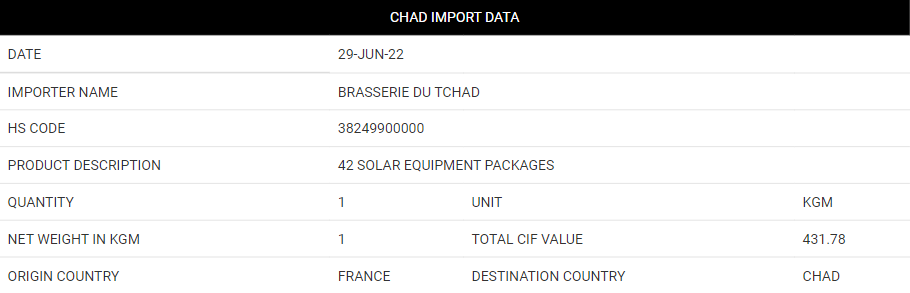 CHAD IMPORT DATA
DATE 29-JUN-22
IMPORTER NAME BRASSERIE DU TCHAD
HS CODE 38249900000
PRODUCT DESCRIPTION 42 SOLAR EQUIPMENT PACKAGES
QUANTITY 1 UNIT KGM
NET WEIGHT IN KGM 1 TOTAL CIF VALUE 431.78
ORIGIN COUNTRY FRANCE DESTINATION COUNTRY CHAD